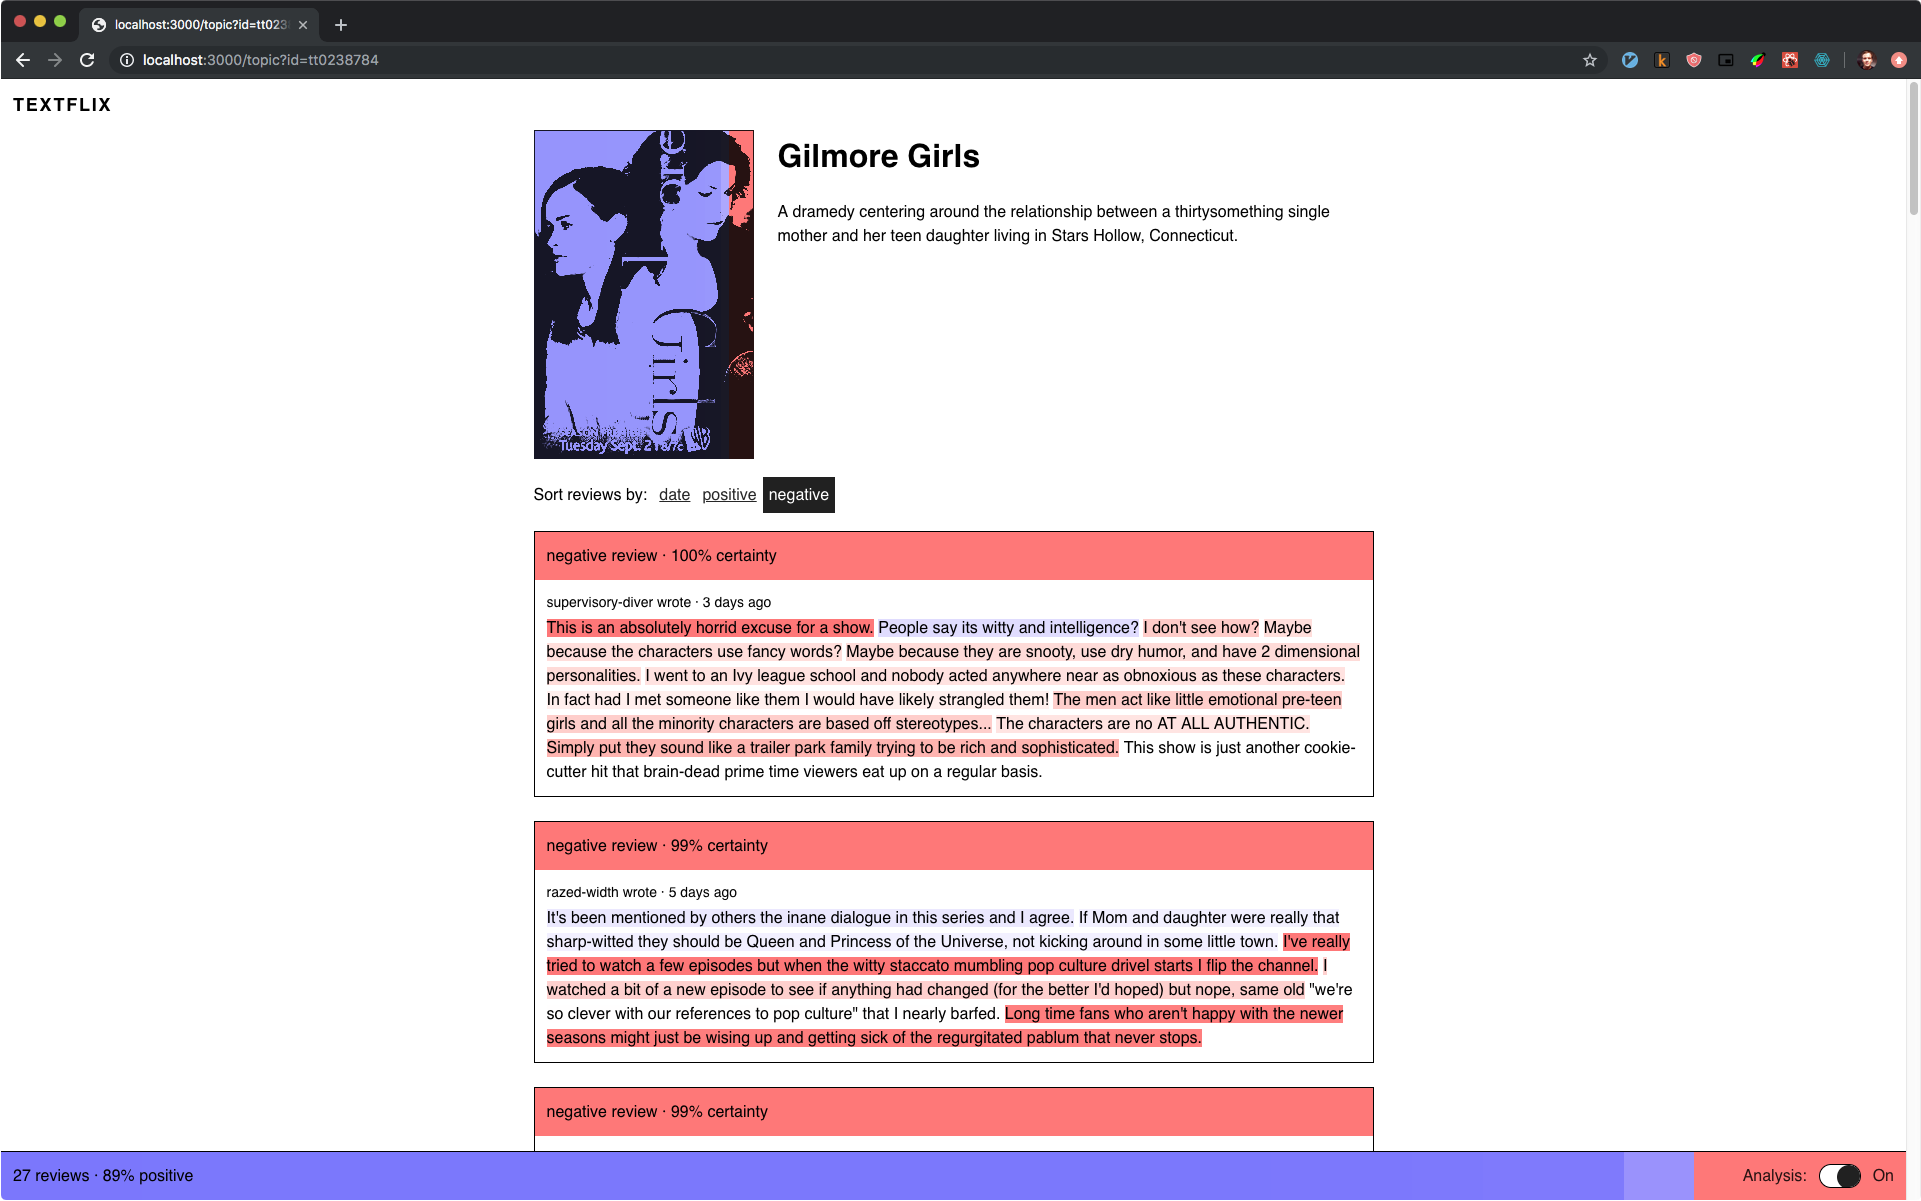 localhost:3000/topic?id=tt023
localhost:3000/topic?id=tt0238784
TEXTFLIX
Gilmore Girls
A dramedy centering around the relationship between a thirtysomething single
mother and her teen daughter living in Stars Hollow, Connecticut.
Girls
Tuesday Sept.
Sort reviews by: date positive negative
negative review · 100% certainty
supervisory-diver wrote · 3 days ago
This is an absolutely horrid excuse for a show. People say its witty and intelligence? I don't see how? Maybe
because the characters use fancy words? Maybe because they are snooty, use dry humor, and have 2 dimensional
personalities. I went to an Ivy league school and nobody acted anywhere near as obnoxious as these characters.
In fact had I met someone like them I would have likely strangled them! The men act like little emotional pre-teen
girls and all the minority characters are based off stereotypes... The characters are no AT ALL AUTHENTIC.
Simply put they sound like a trailer park family trying to be rich and sophisticated. This show is just another cookie-
cutter hit that brain-dead prime time viewers eat up on a regular basis.
negative review · 99% certainty
razed-width wrote · 5 days ago
It's been mentioned by others the inane dialogue in this series and I agree. If Mom and daughter were really that
sharp-witted they should be Queen and Princess of the Universe, not kicking around in some little town. I've really
tried to watch a few episodes but when the witty staccato mumbling pop culture drivel starts I flip the channel. I
watched a bit of a new episode to see if anything had changed (for the better I'd hoped) but nope, same old "we're
so clever with our references to pop culture" that I nearly barfed. Long time fans who aren't happy with the newer
seasons might just be wising up and getting sick of the regurgitated pablum that never stops.
negative review · 99% certainty
27 reviews · 89% positive
Analysis: On